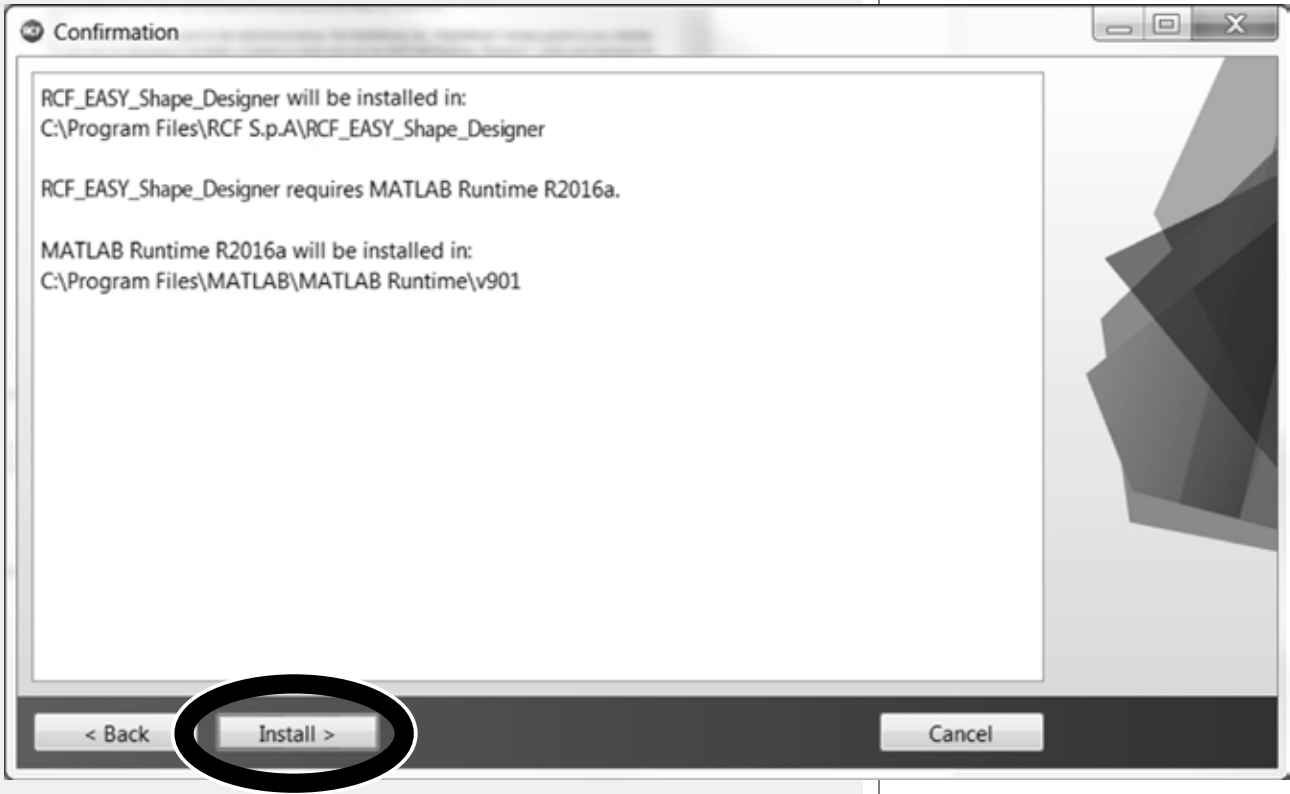 Confirmation
RCF_EASY_Shape_Designer will be installed in:
C:\Program Files\RCF S.p.A\RCF_EASY_Shape_Designer
RCF_EASY_Shape_Designer requires MATLAB Runtime R2016a.
MATLAB Runtime R2016a will be installed in:
C:\Program Files\MATLAB\MATLAB Runtime\v901
< Back Install > Cancel